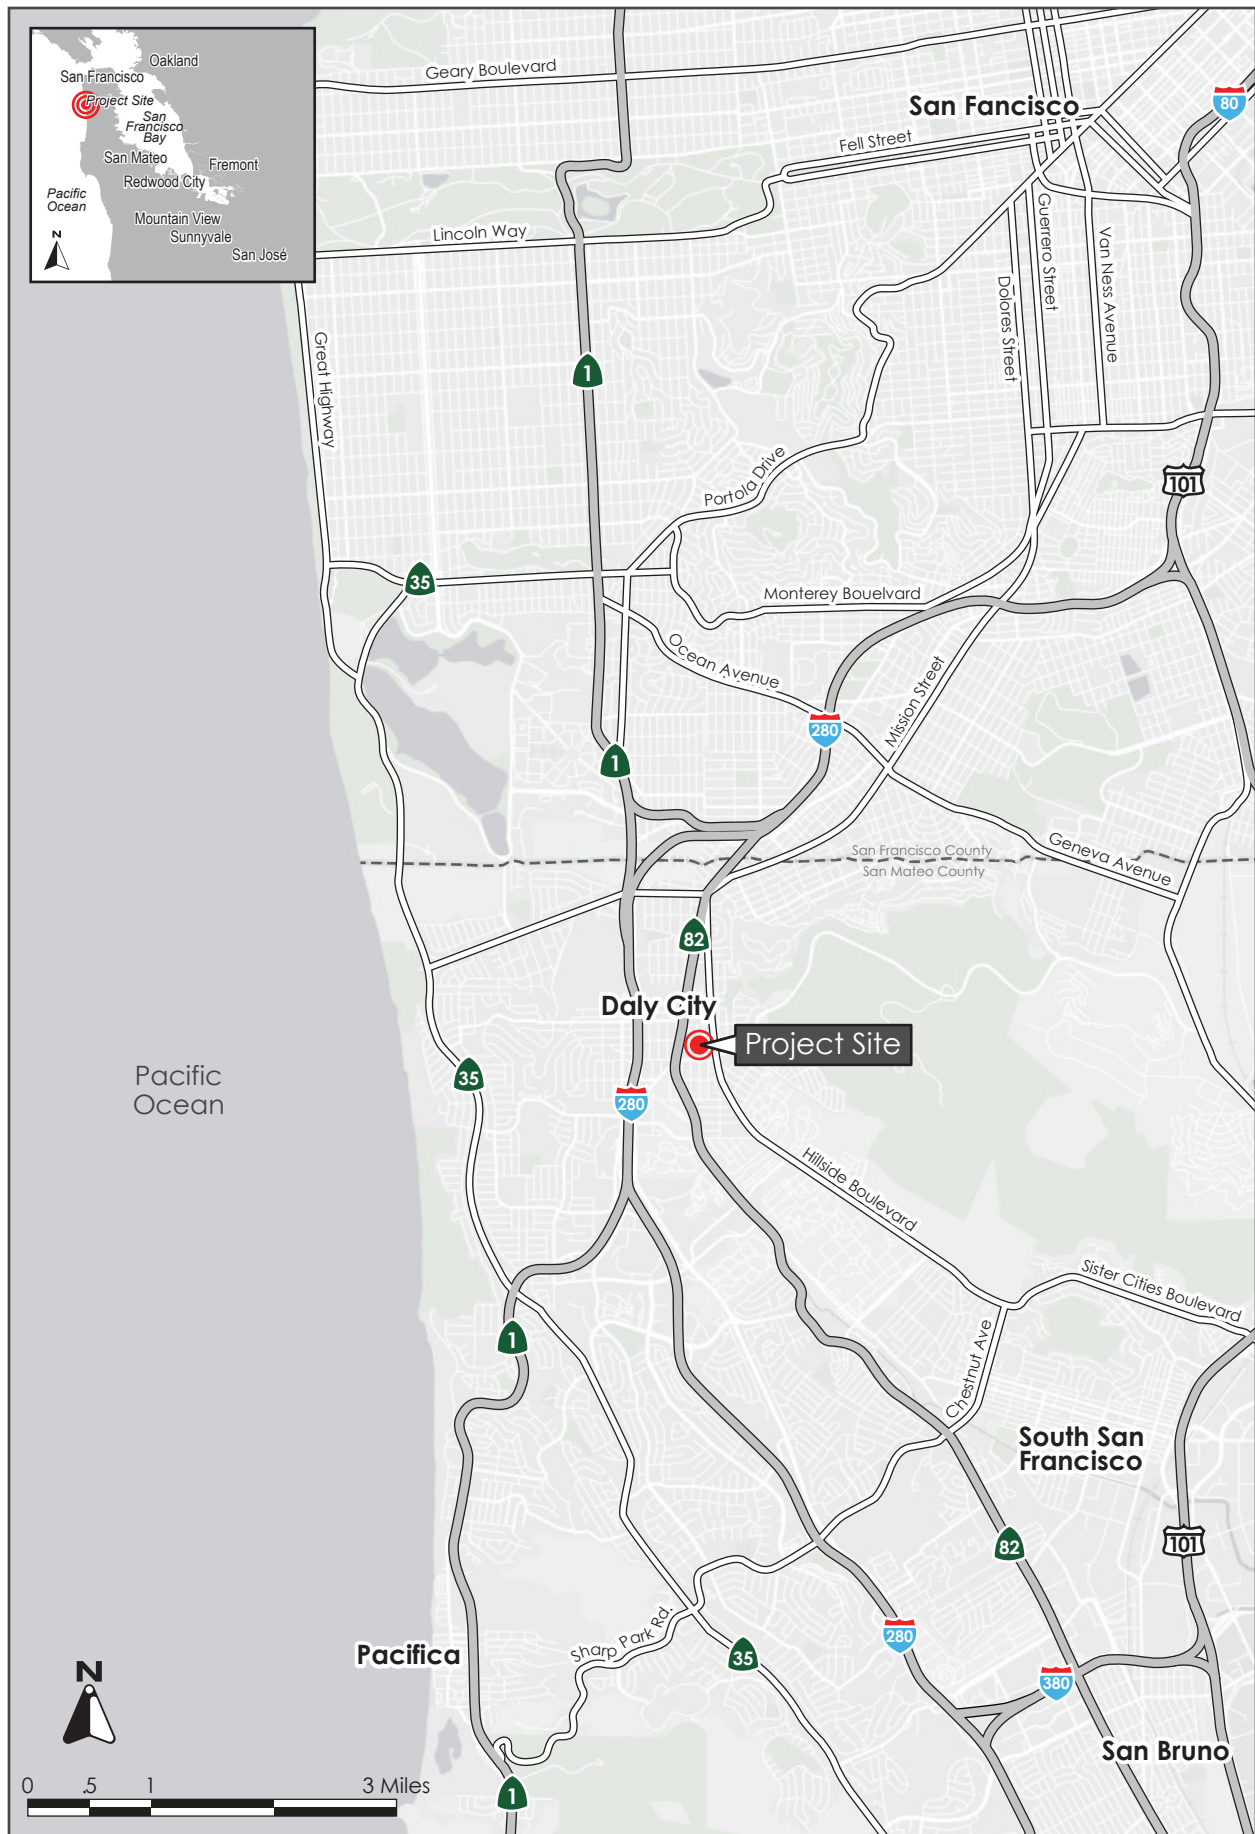 Oakland
San Francisco
Project Site
San
Francisco
Bay
San Mateo
Fremont
Redwood City
Pacific
Ocean
Mountain View
Sunnyvale
San José
N
Geary Boulevard
San Fancisco
80
Fell Street
Lincoln Way
Guerrero Street
Van Ness Avenue
Dolores Street
Great Highway
1
Portola Drive
101
35
Monterey Bouelvard
Ocean Avenue
Mission Street
280
1
San Francisco County
San Mateo County
Geneva Avenue
82
Daly City
Project Site
Pacific
Ocean
35
280
Hillside Boulevard
Sister Cities Boulevard
1
Chestnut Ave
South San
Francisco
82
101
Sharp Park Rd.
280
Pacifica
35
380
N
San Bruno
0 .5 1 3 Miles
1